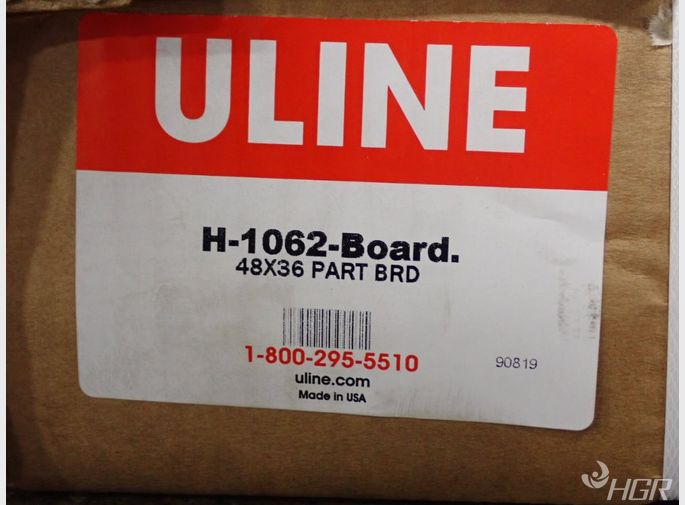 ULINE
H-1062-Board.
48X36 PART BRD
1-800-295-5510
90819
uline.com
Made in USA
HGR